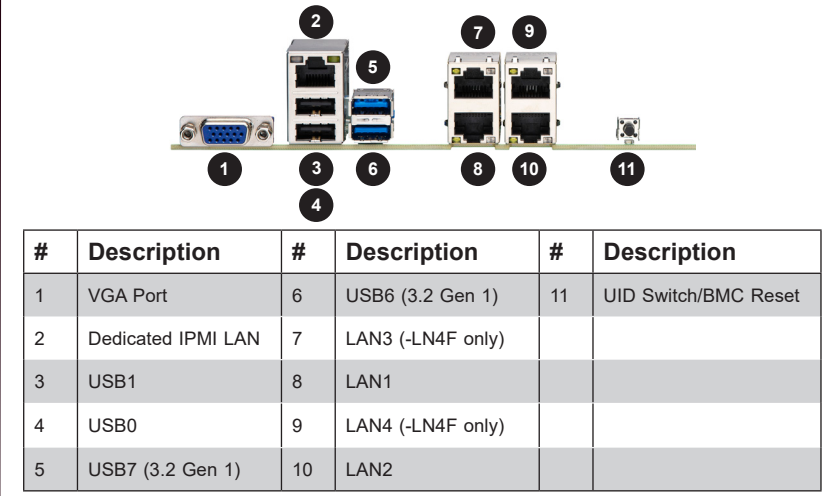 2
7
9
5
1
3
6
8
10
11
4
# Description # Description # Description
1 VGA Port 6 USB6 (3.2 Gen 1) 11 UID Switch/BMC Reset
2 Dedicated IPMI LAN 7 LAN3 (-LN4F only)
3 USB1 8 LAN1
4 USB0 9 LAN4 (-LN4F only)
5 USB7 (3.2 Gen 1) 10 LAN2